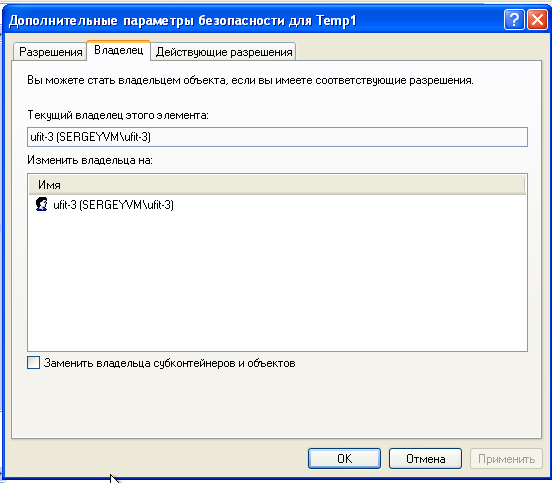 Дополнительные параметры безопасности для Temp1
Разрешения Владелец Действующие разрешения
Вы можете стать владельцем объекта, если вы имеете соответствующие разрешения.
Текущий владелец этого элемента:
ufit-3 (SERGEYVM\ufit-3)
Изменить владельца на:
Имя
ufit-3 (SERGEYVM\ufit-3)
Заменить владельца субконтейнеров и объектов
ОК Отмена Применить